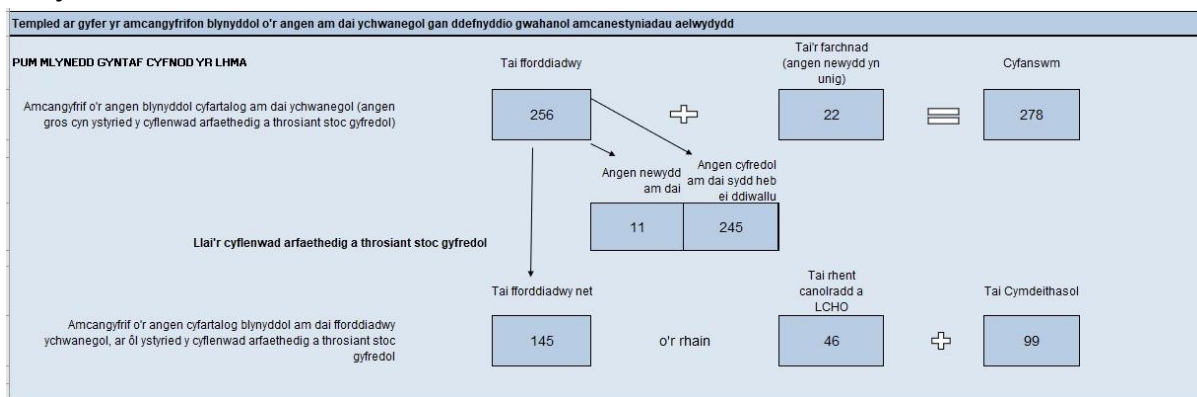 Templed ar gyfer yr amcangyfrifon blynyddol o'r angen am dai ychwanegol gan ddefnyddio gwahanol amcanestyniadau aelwydydd
PUM MLYNEDD GYNTAF CYFNOD YR LHMA
Tai fforddiadwy
Tai'r farchnad
(angen newydd yn
unig)
Cyfanswm
Amcangyfrif o'r angen blynyddol cyfartalog am dai ychwanegol (angen
gros cyn ystyried y cyflenwad arfaethedig a throsiant stoc gyfredol)
256
22
278
Angen newydd
am dai
Angen cyfredol
am dai sydd heb
ei ddiwallu
11
245
Llai'r cyflenwad arfaethedig a throsiant stoc gyfredol
Tai fforddiadwy net
Tai rhent
canolradd a
LCHO
Tai Cymdeithasol
Amcangyfrif o'r angen cyfartalog blynyddol am dai fforddiadwy
ychwanegol, ar ôl ystyried y cyflenwad arfaethedig a throsiant stoc
gyfredol
145
o'r rhain
46
99